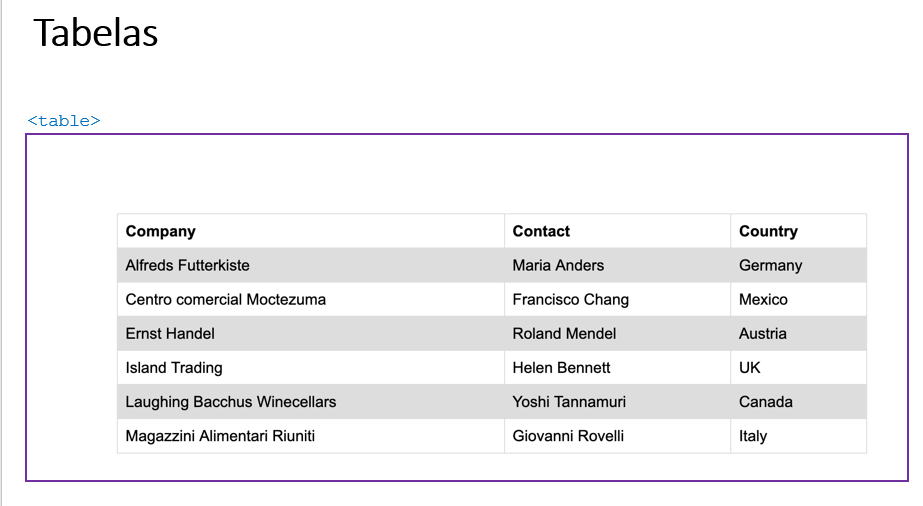 Tabelas
<table>
Company Contact Country
Alfreds Futterkiste Maria Anders Germany
Centro comercial Moctezuma Francisco Chang Mexico
Ernst Handel Roland Mendel Austria
Island Trading Helen Bennett UK
Laughing Bacchus Winecellars Yoshi Tannamuri Canada
Magazzini Alimentari Riuniti Giovanni Rovelli Italy